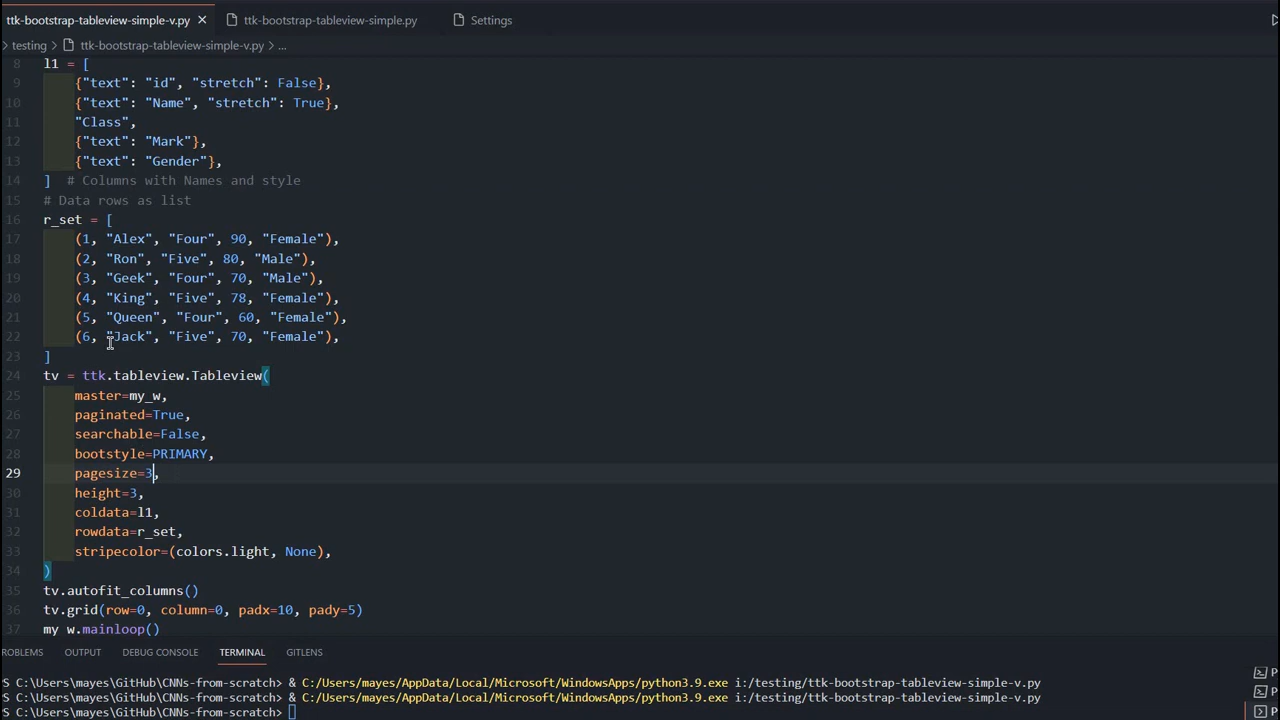 ttk-bootstrap-tableview-simple-v.py ttk-bootstrap-tableview-simple.py Settings
testing > ttk-bootstrap-tableview-simple-v.py > ...
8 l1 = [
9 {"text": "id", "stretch": False},
10 {"text": "Name", "stretch": True},
11 "Class",
12 {"text": "Mark"},
13 {"text": "Gender"},
14 ] # Columns with Names and style
15 # Data rows as list
16 r_set = [
17 (1, "Alex", "Four", 90, "Female"),
18 (2, "Ron", "Five", 80, "Male"),
19 (3, "Geek", "Four", 70, "Male"),
20 (4, "King", "Five", 78, "Female"),
21 (5, "Queen", "Four", 60, "Female"),
22 (6, "Jack", "Five", 70, "Female"),
23 ]
24 tv = ttk.tableview.Tableview(
25 master=my_w,
26 paginated=True,
27 searchable=False,
28 bootstyle=PRIMARY,
29 pagesize=3,
30 height=3,
31 coldata=l1,
32 rowdata=r_set,
33 stripecolor=(colors.light, None),
34 )
35 tv.autofit_columns()
36 tv.grid(row=0, column=0, padx=10, pady=5)
37 my_w.mainloop()
ROBLEMS OUTPUT DEBUG CONSOLE TERMINAL GITLENS
S C:\Users\mayes\GitHub\CNNs-from-scratch> & C:/Users/mayes/AppData/Local/Microsoft/WindowsApps/python3.9.exe i:/testing/ttk-bootstrap-tableview-simple-v.py
S C:\Users\mayes\GitHub\CNNs-from-scratch> & C:/Users/mayes/AppData/Local/Microsoft/WindowsApps/python3.9.exe i:/testing/ttk-bootstrap-tableview-simple-v.py
S C:\Users\mayes\GitHub\CNNs-from-scratch>